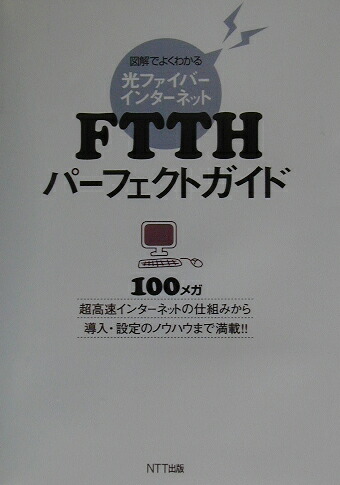 図解でよくわかる
光ファイバー
インターネット
FTTH
パーフェクトガイド
100メガ
超高速インターネットの仕組みから
導入・設定のノウハウまで満載!!
NTT出版